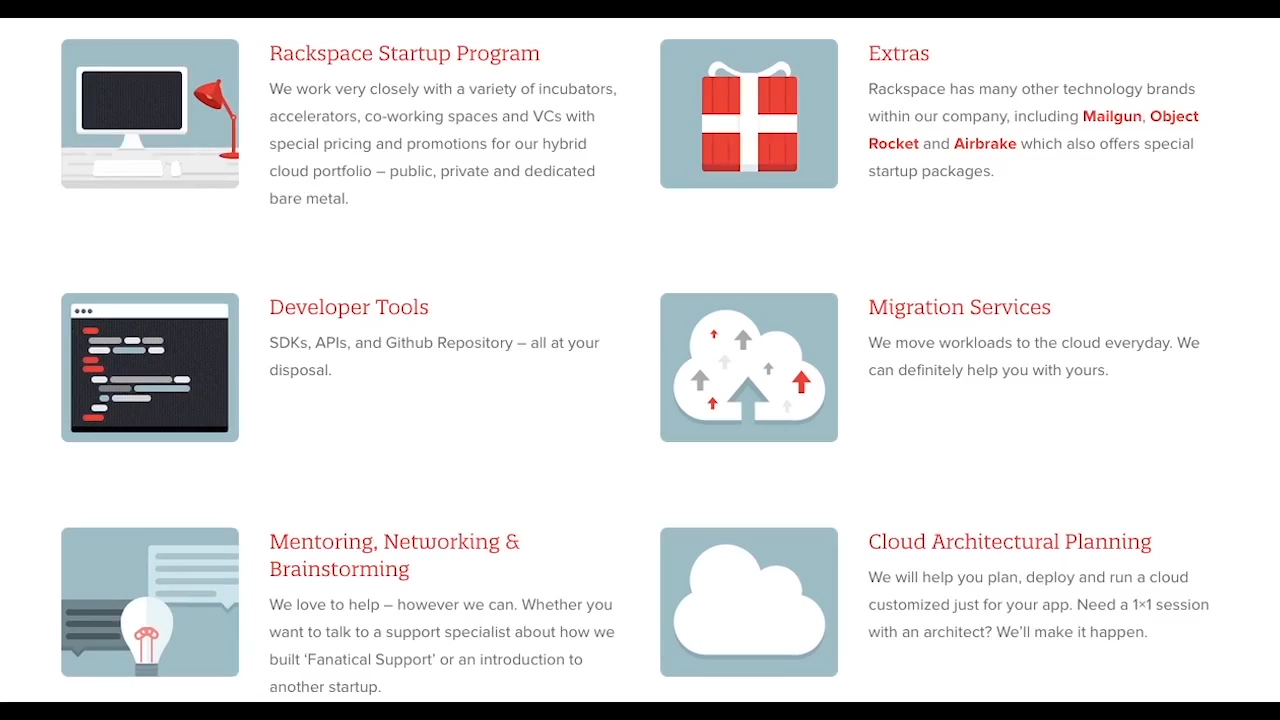 Rackspace Startup Program
We work very closely with a variety of incubators,
accelerators, co-working spaces and VCs with
special pricing and promotions for our hybrid
cloud portfolio – public, private and dedicated
bare metal.
Extras
Rackspace has many other technology brands
within our company, including Mailgun, Object
Rocket and Airbrake which also offers special
startup packages.
Developer Tools
SDKs, APIs, and Github Repository – all at your
disposal.
Migration Services
We move workloads to the cloud everyday. We
can definitely help you with yours.
Mentoring, Networking &
Brainstorming
We love to help – however we can. Whether you
want to talk to a support specialist about how we
built ‘Fanatical Support’ or an introduction to
another startup.
Cloud Architectural Planning
We will help you plan, deploy and run a cloud
customized just for your app. Need a 1×1 session
with an architect? We’ll make it happen.